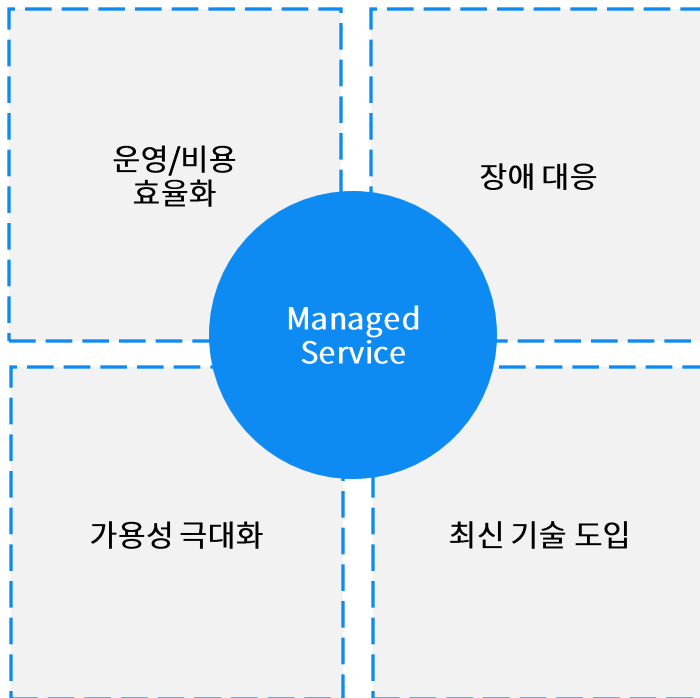 운영/비용
효율화
장애 대응
Managed
Service
가용성 극대화
최신 기술 도입